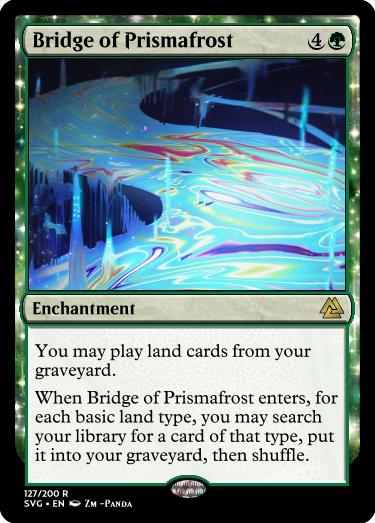 Bridge of Prismafrost 4
Enchantment
You may play land cards from your
graveyard.
When Bridge of Prismafrost enters, for
each basic land type, you may search
your library for a card of that type, put
it into your graveyard, then shuffle.
127/200 R
SVG • EN Zm -Panda